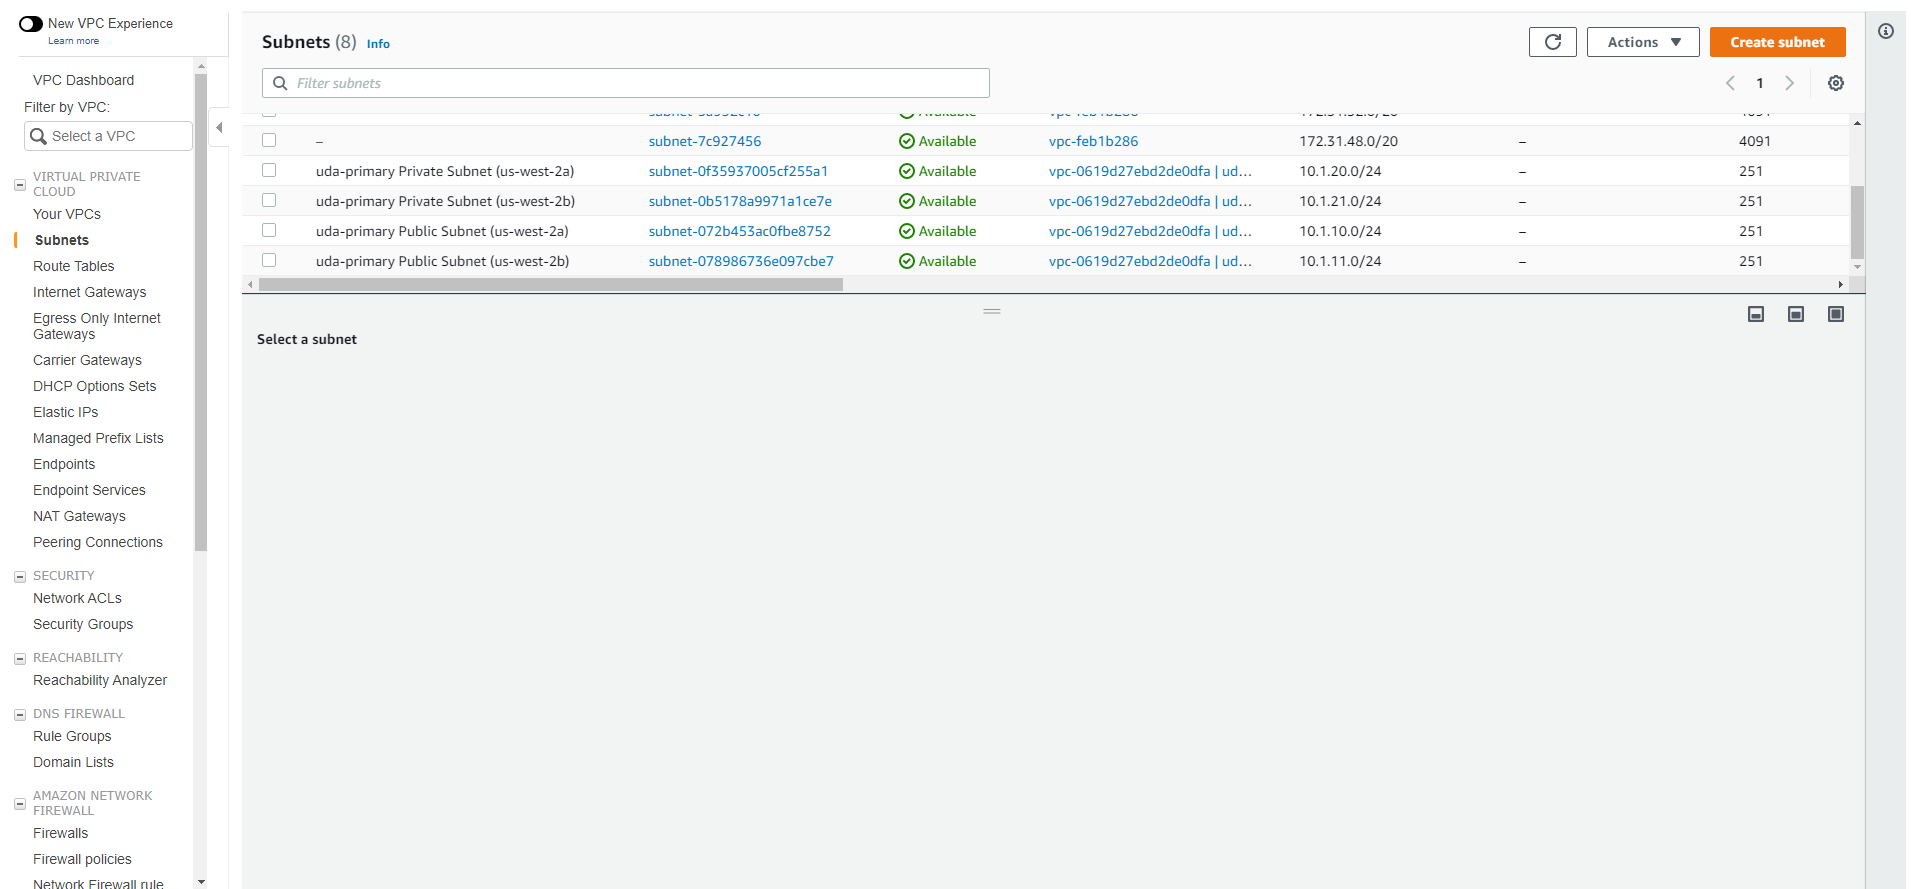 New VPC Experience
Learn more
VPC Dashboard
Filter by VPC:
Select a VPC
VIRTUAL PRIVATE
CLOUD
Your VPCs
Subnets
Route Tables
Internet Gateways
Egress Only Internet
Gateways
Carrier Gateways
DHCP Options Sets
Elastic IPs
Managed Prefix Lists
Endpoints
Endpoint Services
NAT Gateways
Peering Connections
SECURITY
Network ACLs
Security Groups
REACHABILITY
Reachability Analyzer
DNS FIREWALL
Rule Groups
Domain Lists
AMAZON NETWORK
FIREWALL
Firewalls
Firewall policies
Network Firewall rule
Subnets (8) Info
Actions
Create subnet
Filter subnets
1
Available
– subnet-7c927456 Available vpc-feb1b286 172.31.48.0/20 – 4091
uda-primary Private Subnet (us-west-2a) subnet-0f35937005cf255a1 Available vpc-0619d27ebd2de0dfa | ud... 10.1.20.0/24 – 251
uda-primary Private Subnet (us-west-2b) subnet-0b5178a9971a1ce7e Available vpc-0619d27ebd2de0dfa | ud... 10.1.21.0/24 – 251
uda-primary Public Subnet (us-west-2a) subnet-072b453ac0fbe8752 Available vpc-0619d27ebd2de0dfa | ud... 10.1.10.0/24 – 251
uda-primary Public Subnet (us-west-2b) subnet-078986736e097cbe7 Available vpc-0619d27ebd2de0dfa | ud... 10.1.11.0/24 – 251
Select a subnet